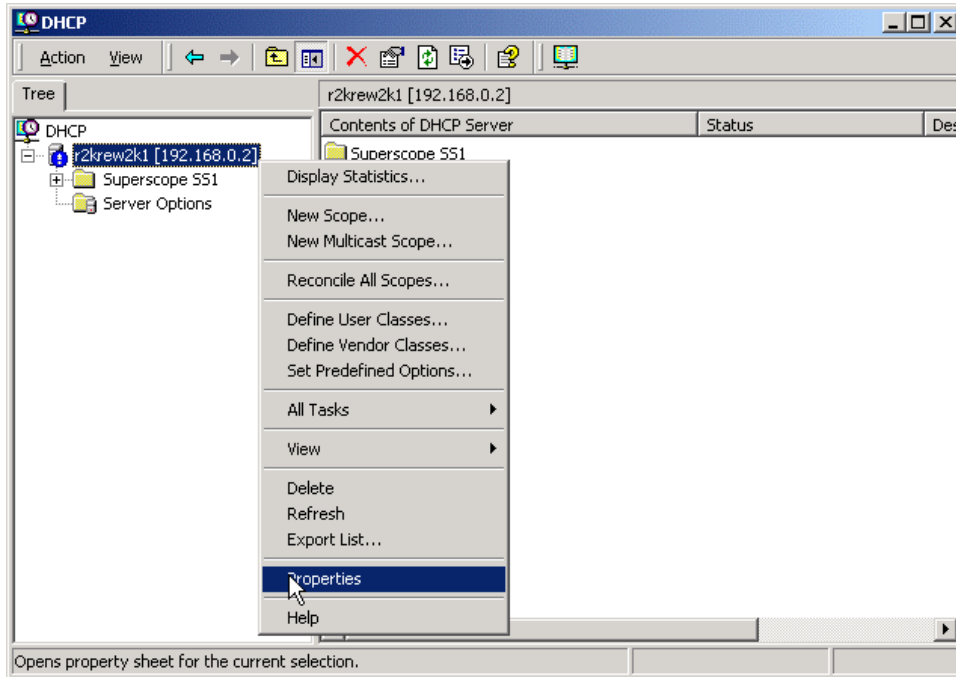 DHCP
Action View
Tree
r2krew2k1 [192.168.0.2]
DHCP
r2krew2k1 [192.168.0.2]
Superscope SS1
Server Options
Contents of DHCP Server Status Des
Superscope SS1
Display Statistics...
New Scope...
New Multicast Scope...
Reconcile All Scopes...
Define User Classes...
Define Vendor Classes...
Set Predefined Options...
All Tasks
View
Delete
Refresh
Export List...
Properties
Help
Opens property sheet for the current selection.